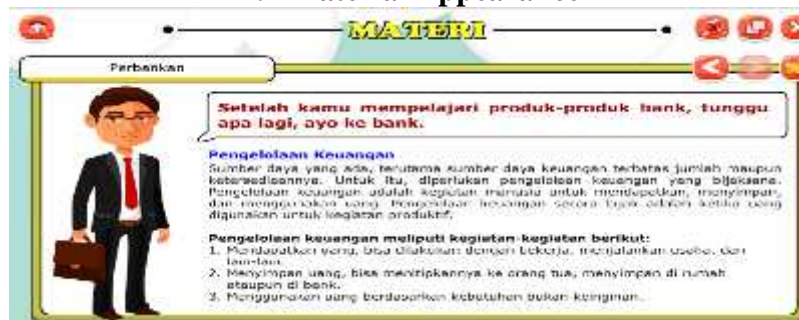 MATERI
Perbankan
Setelah kamu mempelajari produk-produk bank, tunggu
apa lagi, ayo ke bank.
Pengelolaan Keuangan
Sumber daya yang ada, terutama sumber daya keuangan terbatas jumlah maupun
ketersediaannya. Untuk itu, diperlukan pengelolaan keuangan yang bijaksana.
Pengelolaan keuangan adalah kegiatan manusia untuk mendapatkan, menyimpan,
dan menggunakan uang. Pengelolaan keuangan secara bijak adalah ketika uang
digunakan untuk kegiatan produktif.
Pengelolaan keuangan meliputi kegiatan-kegiatan berikut:
1. Mendapatkan uang, bisa dilakukan dengan bekerja, menjalankan usaha, dan
lain-lain.
2. Menyimpan uang, bisa menitipkannya ke orang tua, menyimpan di rumah
ataupun di bank.
3. Menggunakan uang berdasarkan kebutuhan bukan keinginan.